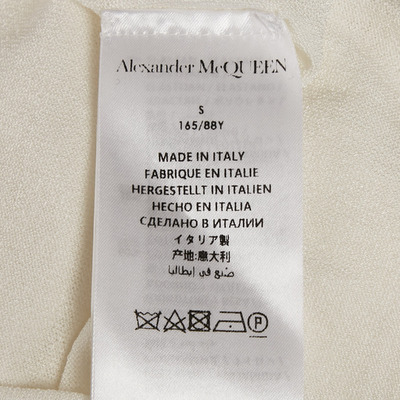 Alexander McQUEEN
S
165/88Y
MADE IN ITALY
FABRIQUE EN ITALIE
HERGESTELLT IN ITALIEN
HECHO EN ITALIA
СДЕЛАНО В ИТАЛИИ
イタリア製
产地:意大利
صنع في إيطاليا
P